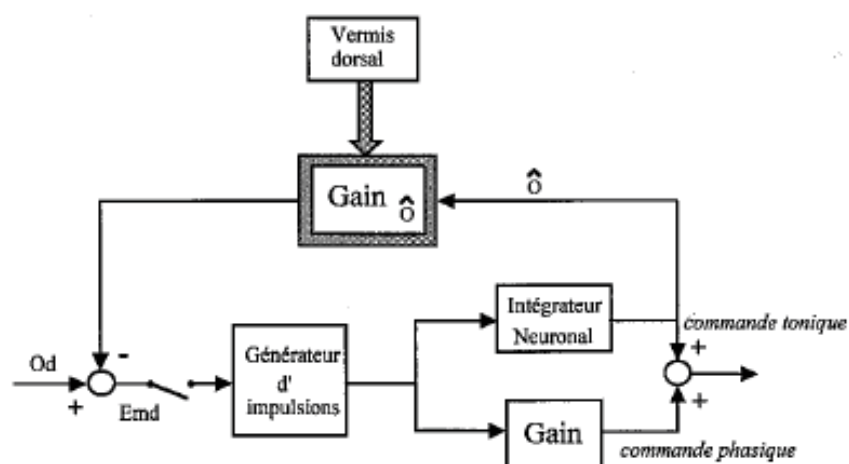 Vermis
dorsal
Gain Ô
Ô
Intégrateur
Neuronal
commande tonique
+
Od
-
+
Emd
Générateur
d'
impulsions
+
Gain
commande phasique